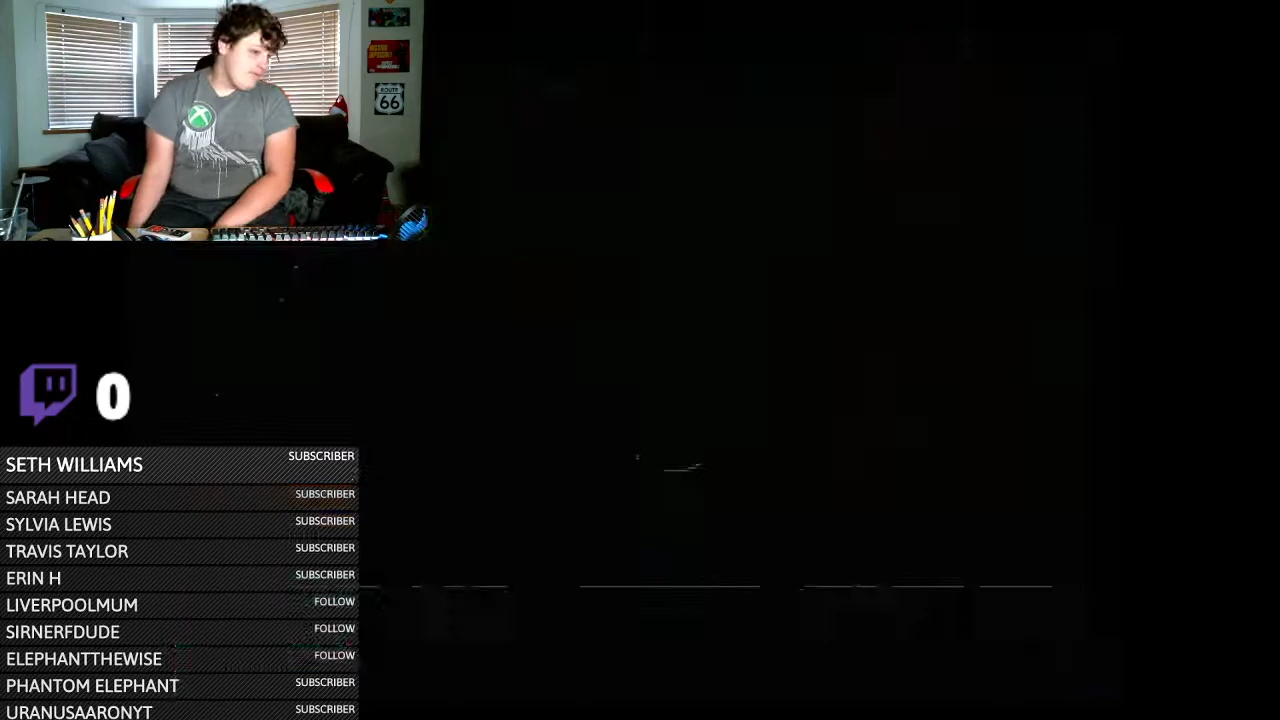 ROUTE
66
0
SETH WILLIAMS SUBSCRIBER
SARAH HEAD SUBSCRIBER
SYLVIA LEWIS SUBSCRIBER
TRAVIS TAYLOR SUBSCRIBER
ERIN H SUBSCRIBER
LIVERPOOLMUM FOLLOW
SIRNERFDUDE FOLLOW
ELEPHANTTHEWISE FOLLOW
PHANTOM ELEPHANT SUBSCRIBER
URANUSAARONYT SUBSCRIBER